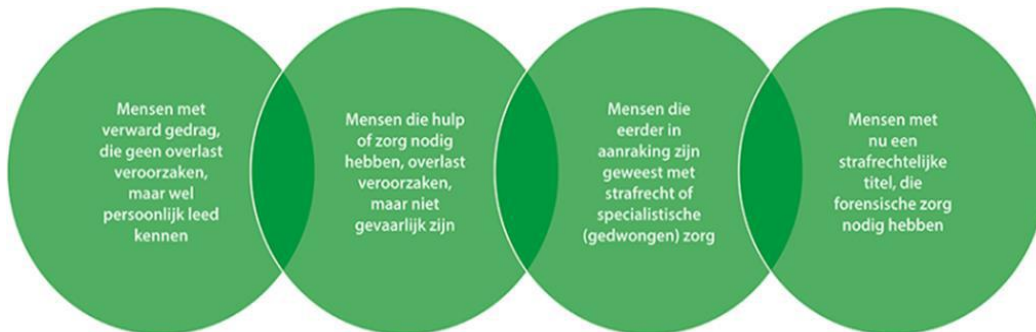 Mensen met
verward gedrag,
die geen overlast
veroorzaken,
maar wel
persoonlijk leed
kennen
Mensen die hulp
of zorg nodig
hebben, overlast
veroorzaken,
maar niet
gevaarlijk zijn
Mensen die
eerder in
aanraking zijn
geweest met
strafrecht of
specialistische
(gedwongen) zorg
Mensen met
nu een
strafrechtelijke
titel, die
forensische zorg
nodig hebben